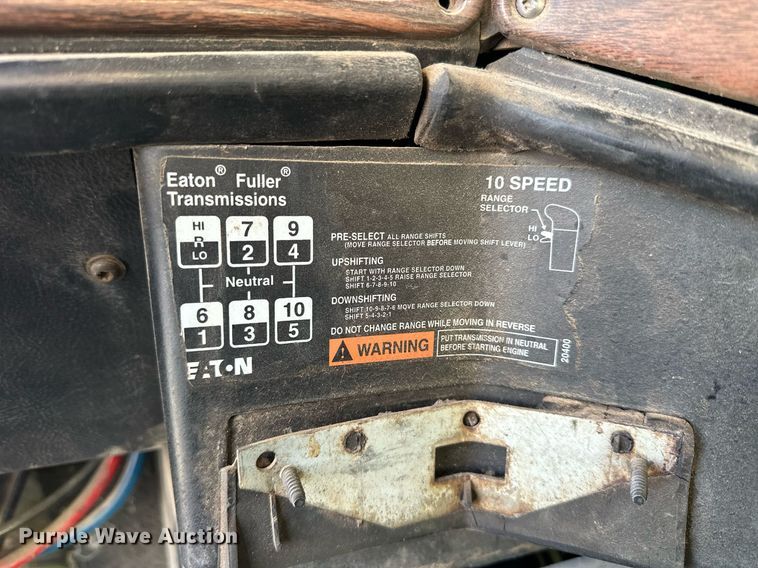 Eaton® Fuller®
Transmissions
10 SPEED
RANGE
SELECTOR
HI
LO
HI 7 9
R
LO 2 4
Neutral
6 8 10
1 3 5
EATON
PRE-SELECT ALL RANGE SHIFTS
(MOVE RANGE SELECTOR BEFORE MOVING SHIFT LEVER)
UPSHIFTING
START WITH RANGE SELECTOR DOWN
SHIFT 1-2-3-4-5 RAISE RANGE SELECTOR
SHIFT 6-7-8-9-10
DOWNSHIFTING
SHIFT 10-9-8-7-6 MOVE RANGE SELECTOR DOWN
SHIFT 5-4-3-2-1
DO NOT CHANGE RANGE WHILE MOVING IN REVERSE
WARNING
PUT TRANSMISSION IN NEUTRAL
BEFORE STARTING ENGINE
20400
Purple Wave Auction